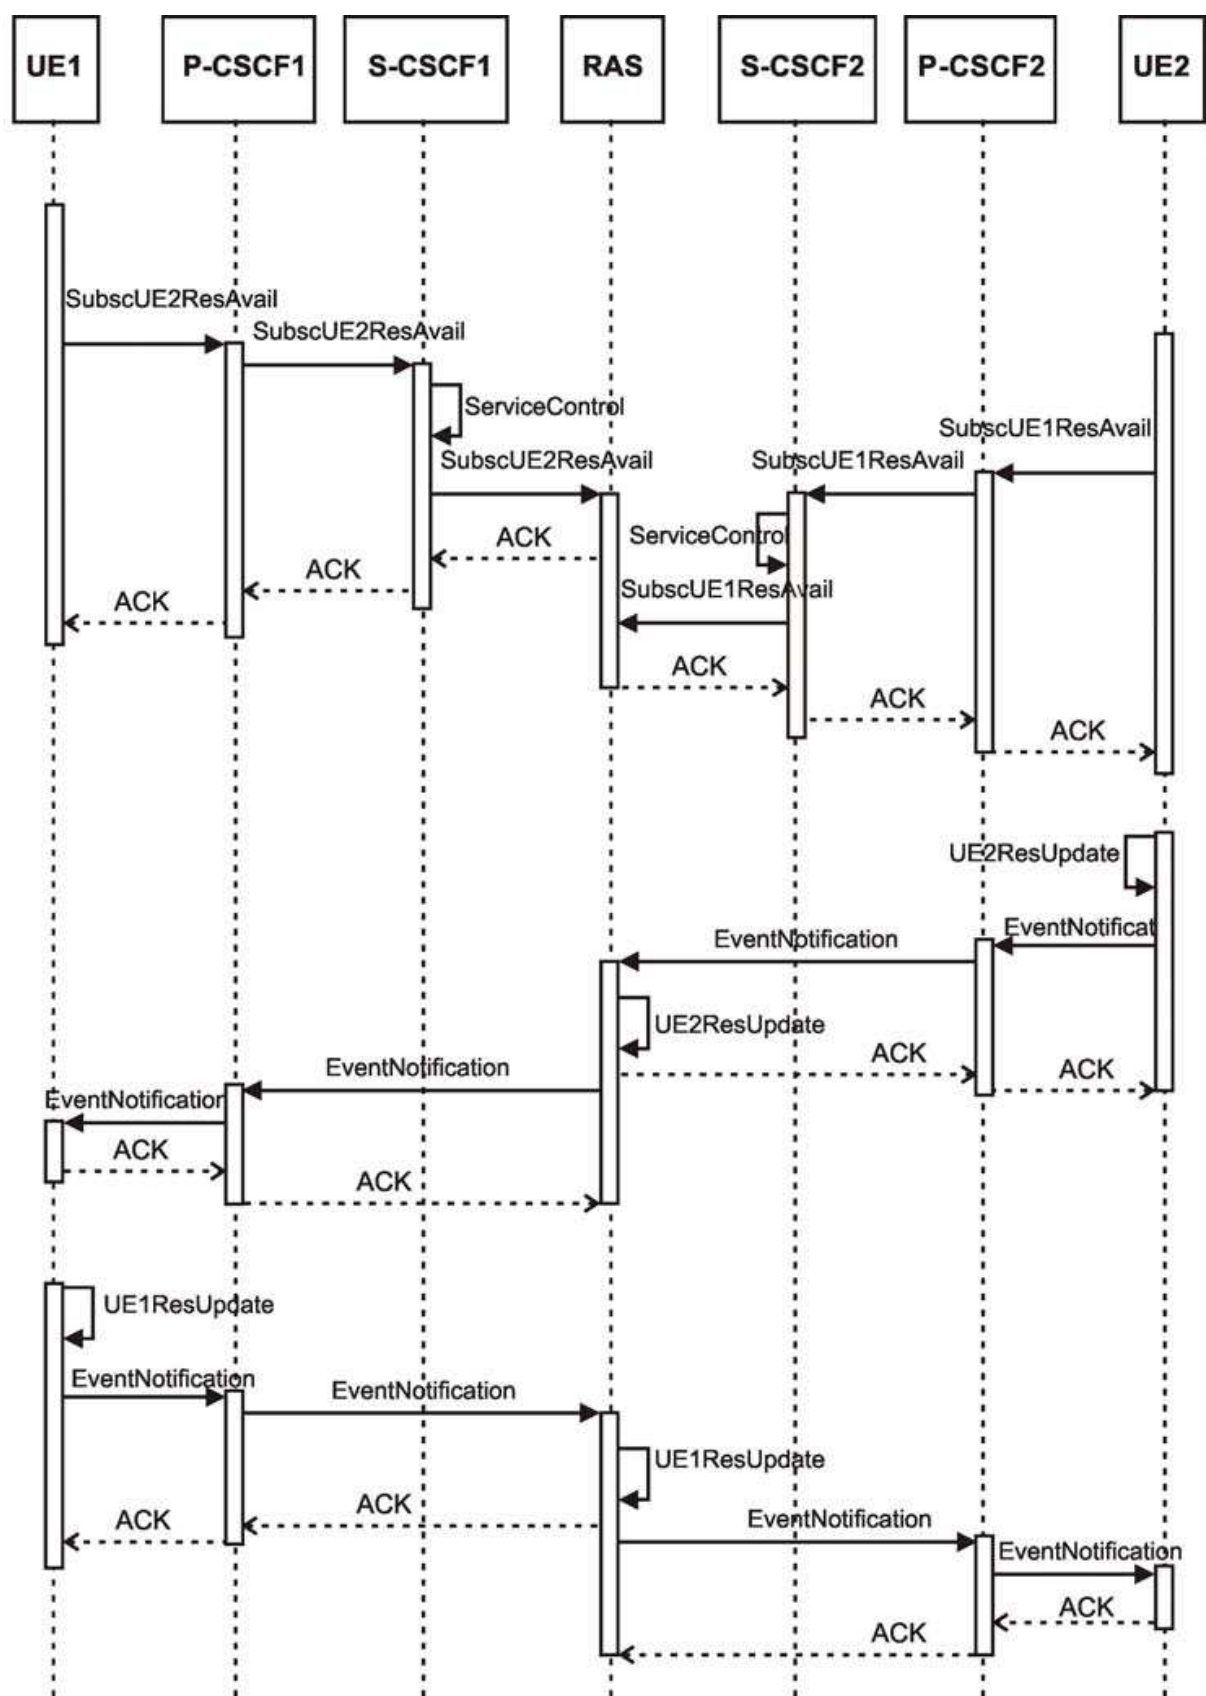 UE1
P-CSCF1
S-CSCF1
RAS
S-CSCF2
P-CSCF2
UE2
SubscUE2ResAvail
SubscUE2ResAvail
ServiceControl
SubscUE1ResAvail
SubscUE2ResAvail
SubscUE1ResAvail
ACK
ServiceControl
ACK
SubscUE1ResAvail
ACK
ACK
ACK
ACK
UE2ResUpdate
EventNotificat
EventNotification
UE2ResUpdate
ACK
EventNotification
ACK
EventNotification
ACK
ACK
UE1ResUpdate
EventNotification
EventNotification
UE1ResUpdate
ACK
ACK
EventNotification
EventNotification
ACK
ACK